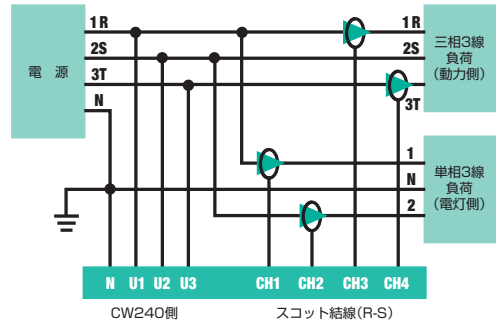 電 源
1R
2S
3T
N
1R
2S
3T
三相3線
負荷
（動力側）
1
N
2
単相3線
負荷
（電灯側）
N U1 U2 U3 CH1 CH2 CH3 CH4
CW240側 スコット結線（R-S）